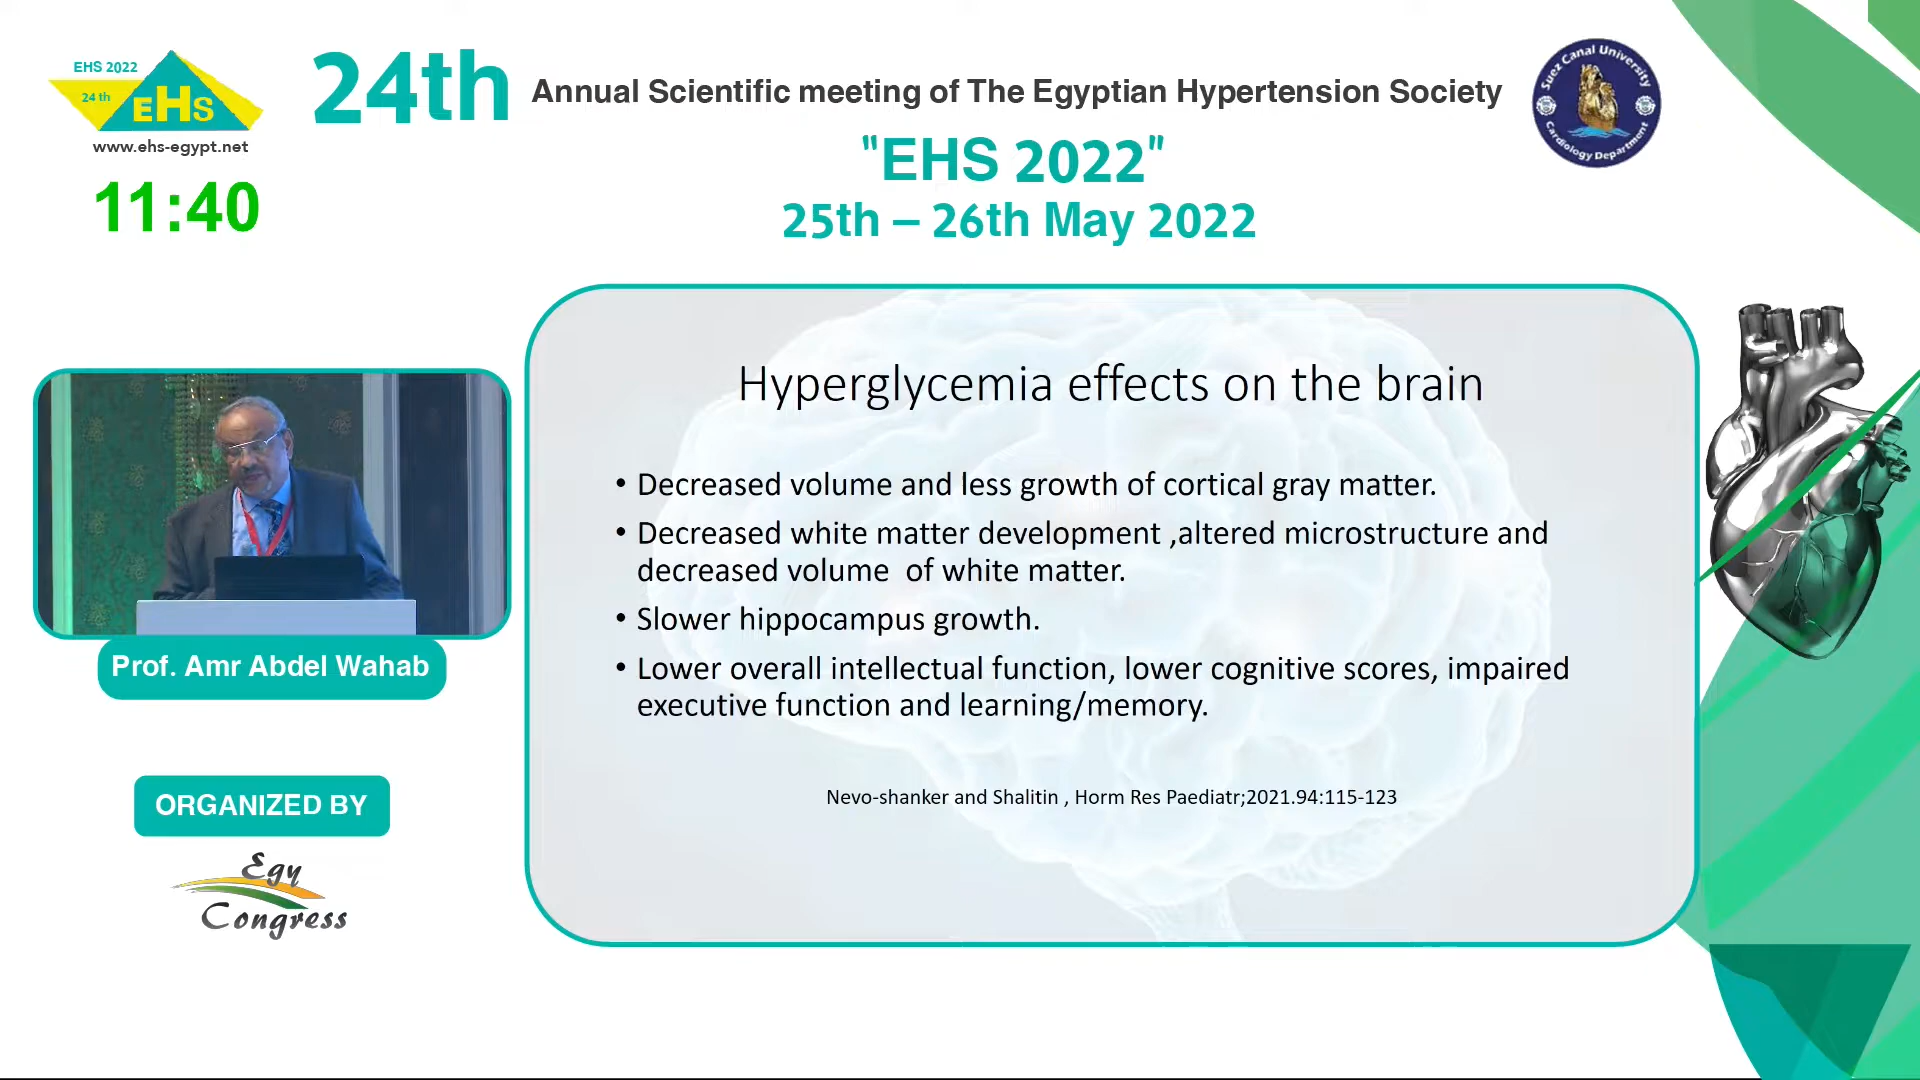 EHS 2022
24 th
EHS
www.ehs-egypt.net
11:40
24th Annual Scientific meeting of The Egyptian Hypertension Society
"EHS 2022"
25th – 26th May 2022
Suez Canal University
Cardiology Department
Hyperglycemia effects on the brain
• Decreased volume and less growth of cortical gray matter.
• Decreased white matter development ,altered microstructure and
decreased volume  of white matter.
• Slower hippocampus growth.
• Lower overall intellectual function, lower cognitive scores, impaired
executive function and learning/memory.
Nevo-shanker and Shalitin , Horm Res Paediatr;2021.94:115-123
Prof. Amr Abdel Wahab
ORGANIZED BY
Egy
Congress